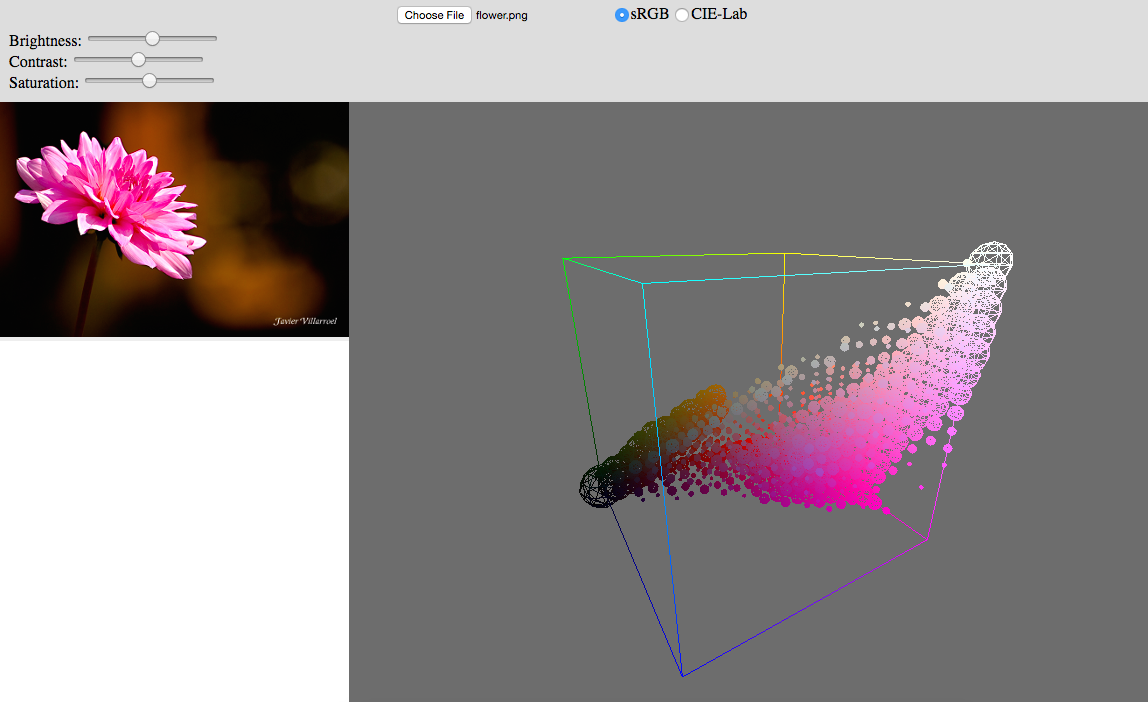 Choose File flower.png sRGB CIE-Lab
Brightness:
Contrast:
Saturation:
Javier Villarroel